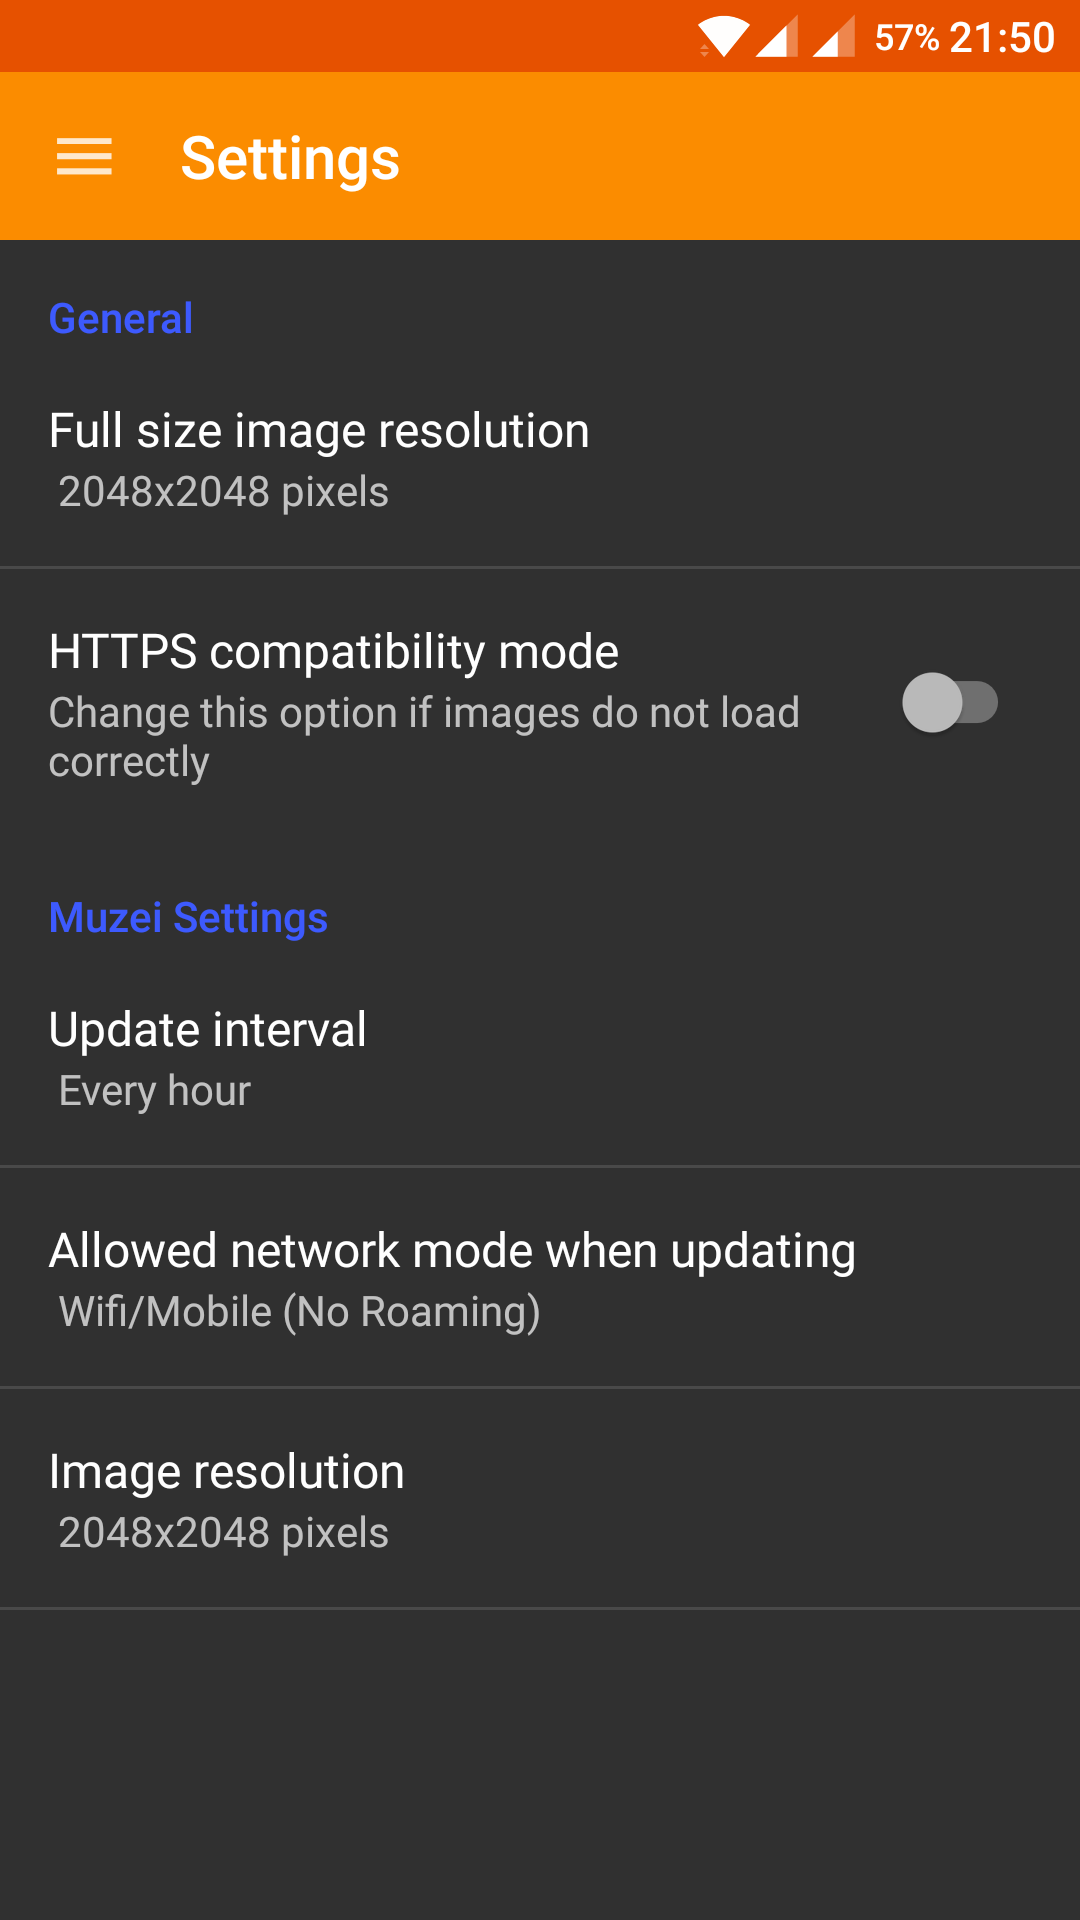 57% 21:50
Settings
General
Full size image resolution
2048x2048 pixels
HTTPS compatibility mode
Change this option if images do not load
correctly
Muzei Settings
Update interval
Every hour
Allowed network mode when updating
Wifi/Mobile (No Roaming)
Image resolution
2048x2048 pixels